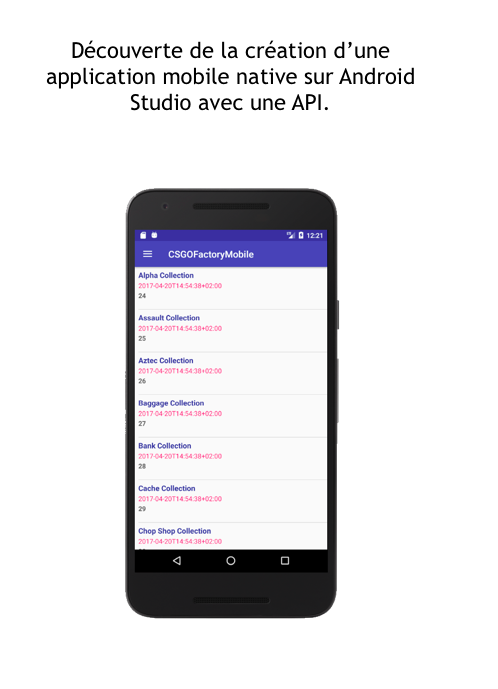 Découverte de la création d’une
application mobile native sur Android
Studio avec une API.
12:21
CSGOFactoryMobile
Alpha Collection
2017-04-20T14:54:38+02:00
24
Assault Collection
2017-04-20T14:54:38+02:00
25
Aztec Collection
2017-04-20T14:54:38+02:00
26
Baggage Collection
2017-04-20T14:54:38+02:00
27
Bank Collection
2017-04-20T14:54:38+02:00
28
Cache Collection
2017-04-20T14:54:38+02:00
29
Chop Shop Collection
2017-04-20T14:54:38+02:00